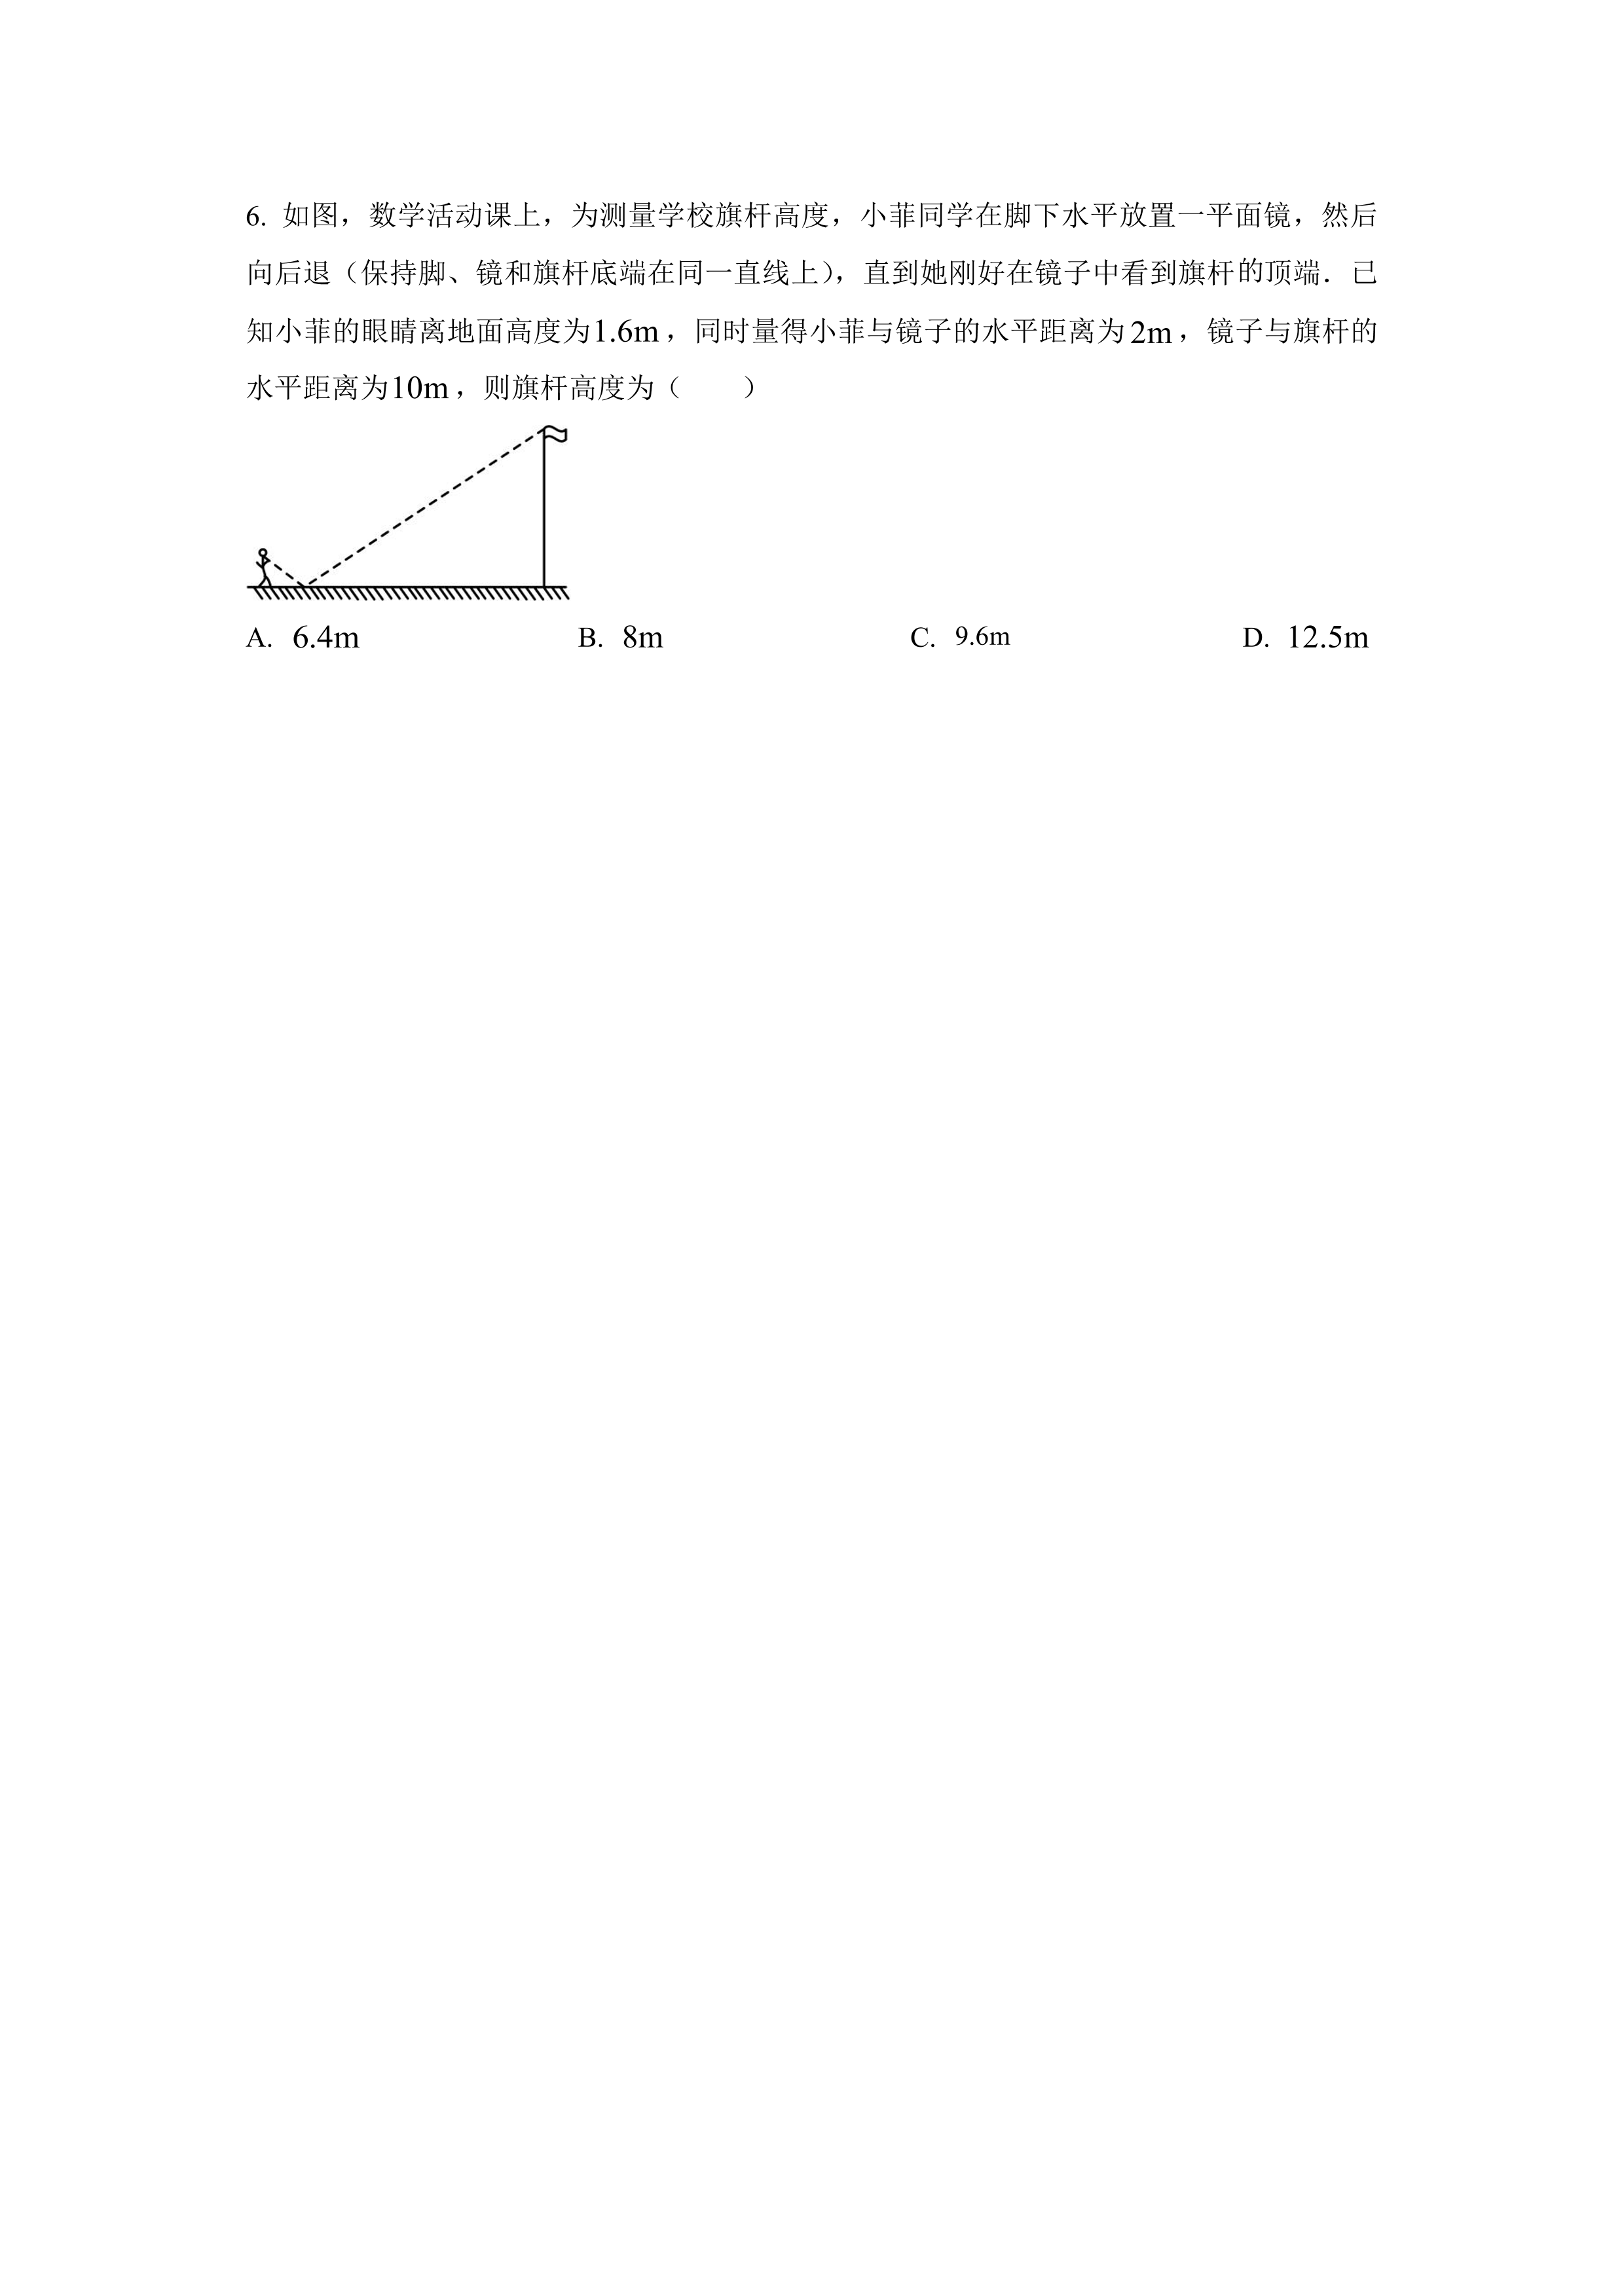 6. 如图，数学活动课上，为测量学校旗杆高度，小菲同学在脚下水平放置一平面镜，然后
向后退（保持脚、镜和旗杆底端在同一直线上），直到她刚好在镜子中看到旗杆的顶端．已
知小菲的眼睛离地面高度为1.6m，同时量得小菲与镜子的水平距离为2m，镜子与旗杆的
水平距离为10m，则旗杆高度为（　　）
A. 6.4m B. 8m C. 9.6m D. 12.5m